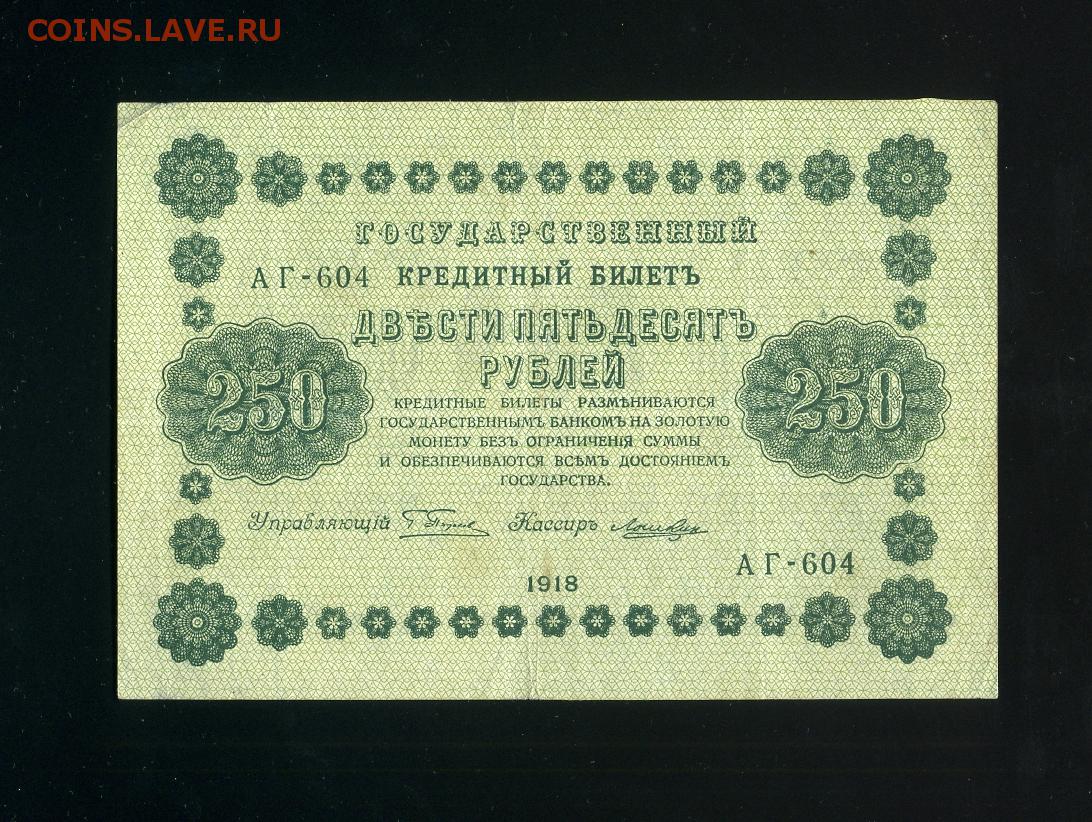 COINS.LAVE.RU
ГОСУДАРСТВЕННЫЙ
АГ-604 КРЕДИТНЫЙ БИЛЕТЪ
ДВѢСТИ ПЯТЬДЕСЯТЪ
РУБЛЕЙ
250 250
КРЕДИТНЫЕ БИЛЕТЫ РАЗМѢНИВАЮТСЯ
ГОСУДАРСТВЕННЫМЪ БАНКОМЪ НА ЗОЛОТУЮ
МОНЕТУ БЕЗЪ ОГРАНИЧЕНІЯ СУММЫ
И ОБЕЗПЕЧИВАЮТСЯ ВСѢМЪ ДОСТОЯНІЕМЪ
ГОСУДАРСТВА.
Управляющій Кассиръ
АГ-604
1918